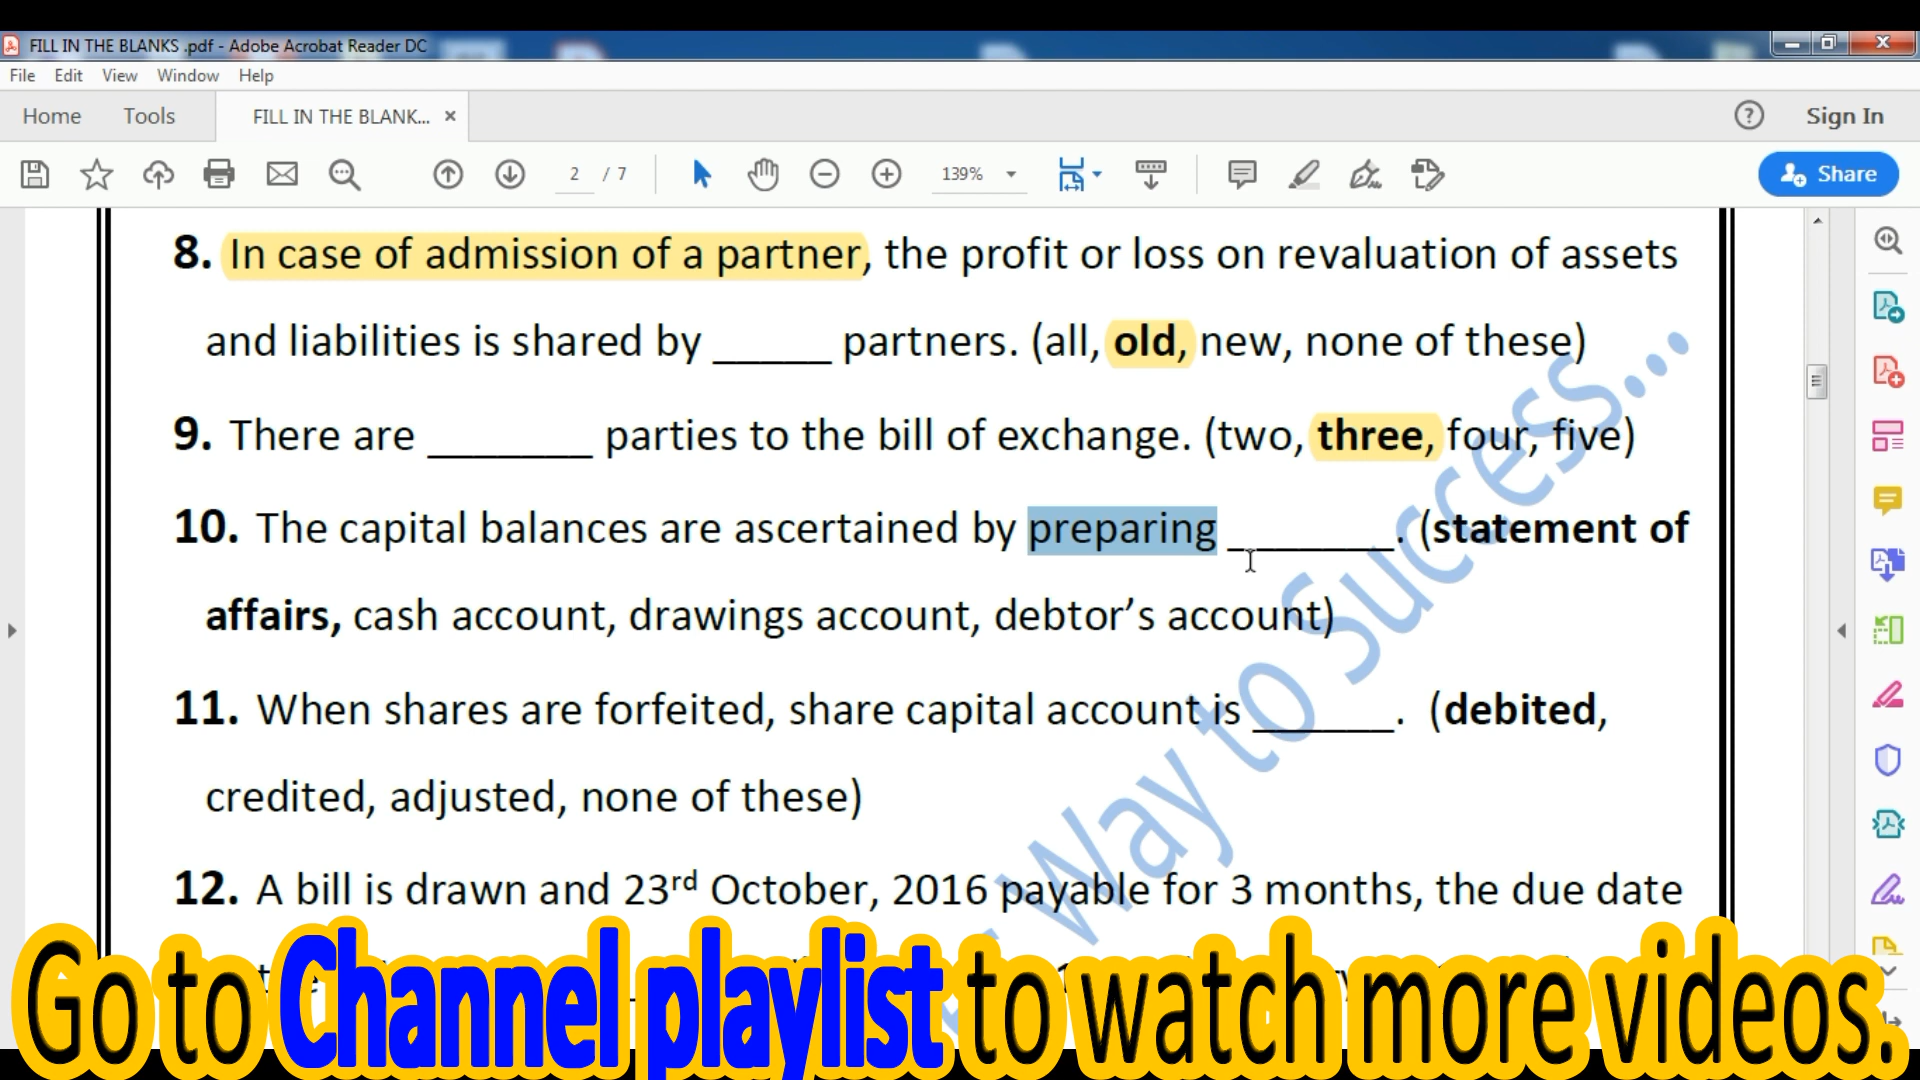 FILL IN THE BLANKS .pdf - Adobe Acrobat Reader DC
File Edit View Window Help
Home Tools FILL IN THE BLANK... × Sign In
2 / 7 139% Share
8. In case of admission of a partner, the profit or loss on revaluation of assets
and liabilities is shared by _____ partners. (all, old, new, none of these)
9. There are _______ parties to the bill of exchange. (two, three, four, five)
10. The capital balances are ascertained by preparing _______. (statement of
affairs, cash account, drawings account, debtor’s account)
11. When shares are forfeited, share capital account is ______. (debited,
credited, adjusted, none of these)
12. A bill is drawn and 23rd October, 2016 payable for 3 months, the due date
Way to Success...
Go to Channel playlist to watch more videos.